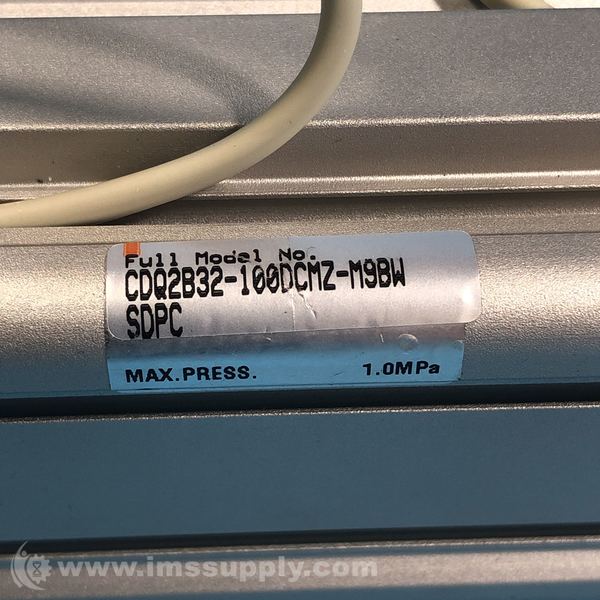 Full Model No.
CDQ2B32-100DCMZ-M9BW
SDPC
MAX.PRESS. 1.0MPa
www.imssupply.com